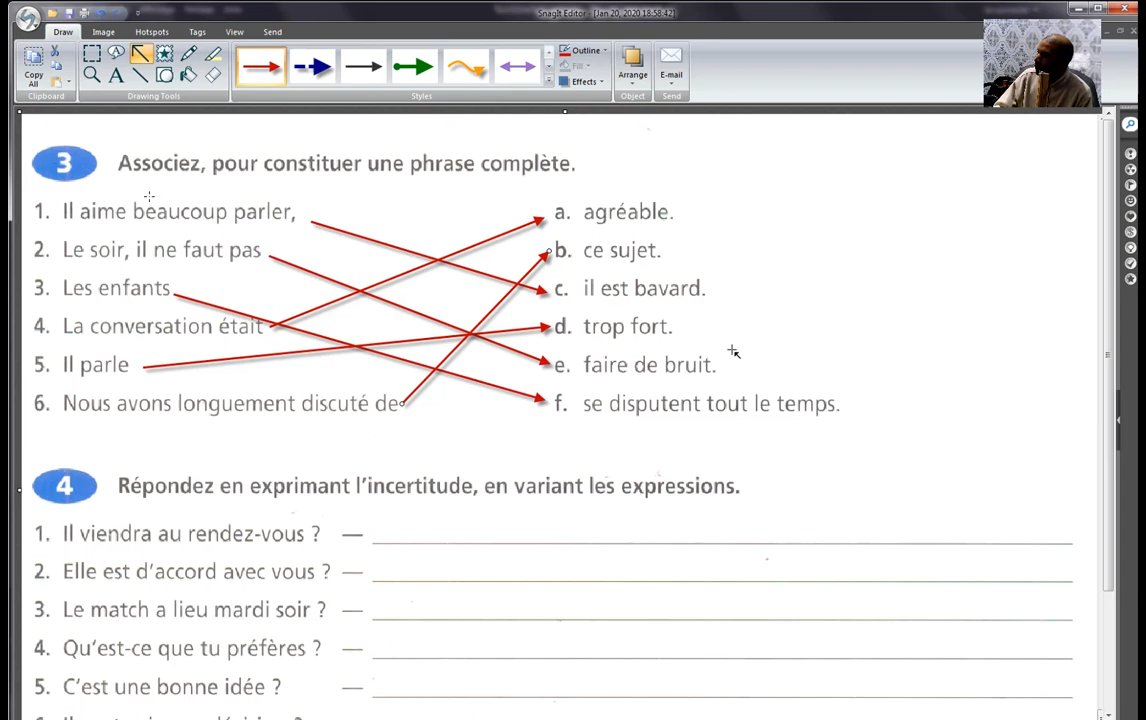 SnagIt Editor - [Jan 20, 2020 18:58:42]
Draw Image Hotspots Tags View Send
Copy All
Outline
Fill
Effects
Arrange
E-mail
Clipboard Drawing Tools Styles Object Send
3 Associez, pour constituer une phrase complète.
1. Il aime beaucoup parler, a. agréable.
2. Le soir, il ne faut pas b. ce sujet.
3. Les enfants c. il est bavard.
4. La conversation était d. trop fort.
5. Il parle e. faire de bruit.
6. Nous avons longuement discuté de f. se disputent tout le temps.
4 Répondez en exprimant l'incertitude, en variant les expressions.
1. Il viendra au rendez-vous ? —
2. Elle est d'accord avec vous ? —
3. Le match a lieu mardi soir ? —
4. Qu'est-ce que tu préfères ? —
5. C'est une bonne idée ? —